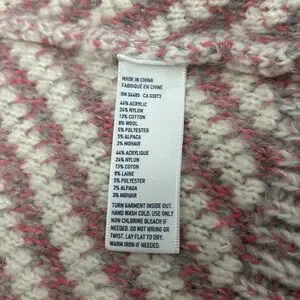 MADE IN CHINA
FABRIQUÉ EN CHINE
RN 54485 CA 03073
44% ACRYLIC
24% NYLON
13% COTTON
8% WOOL
5% POLYESTER
3% ALPACA
3% MOHAIR
44% ACRYLIQUE
24% NYLON
13% COTON
8% LAINE
5% POLYESTER
3% ALPAGA
3% MOHAIR
TURN GARMENT INSIDE OUT.
HAND WASH COLD. USE ONLY
NON CHLORINE BLEACH IF
NEEDED. DO NOT WRING OR
TWIST. LAY FLAT TO DRY.
WARM IRON IF NEEDED.